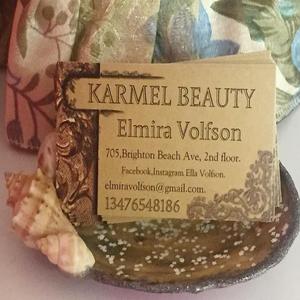 KARMEL BEAUTY
Elmira Volfson
705,Brighton Beach Ave, 2nd floor.
Facebook,Instagram Ella Volfson.
elmiravolfson@gmail.com.
13476548186